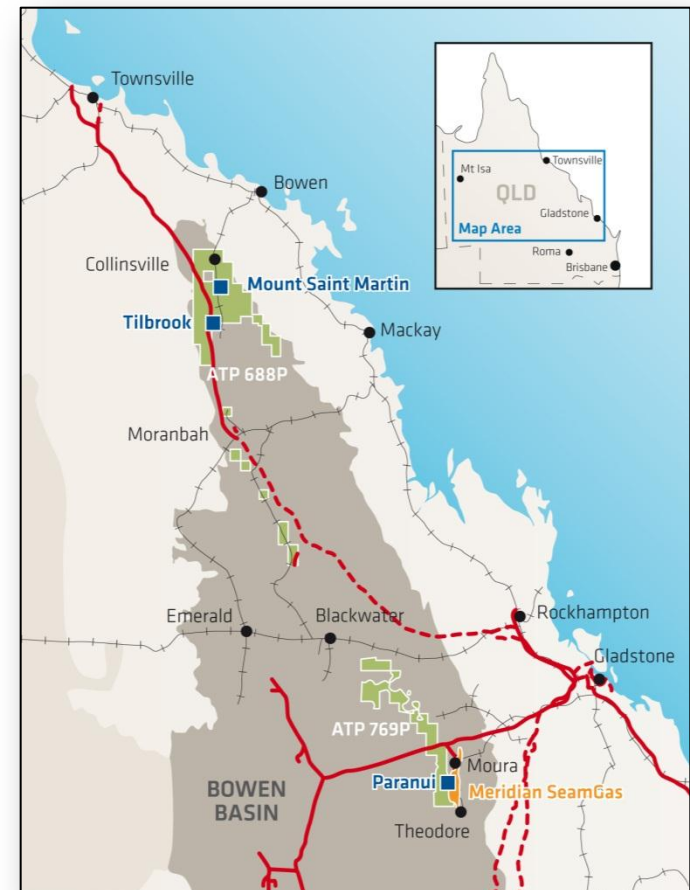 Townsville
Bowen
Collinsville
Mount Saint Martin
Tilbrook
Mackay
ATP 688P
Moranbah
Emerald
Blackwater
Rockhampton
Gladstone
ATP 769P
Moura
Paranui
Meridian SeamGas
BOWEN
BASIN
Theodore
Townsville
Mt Isa
QLD
Gladstone
Map Area
Roma
Brisbane